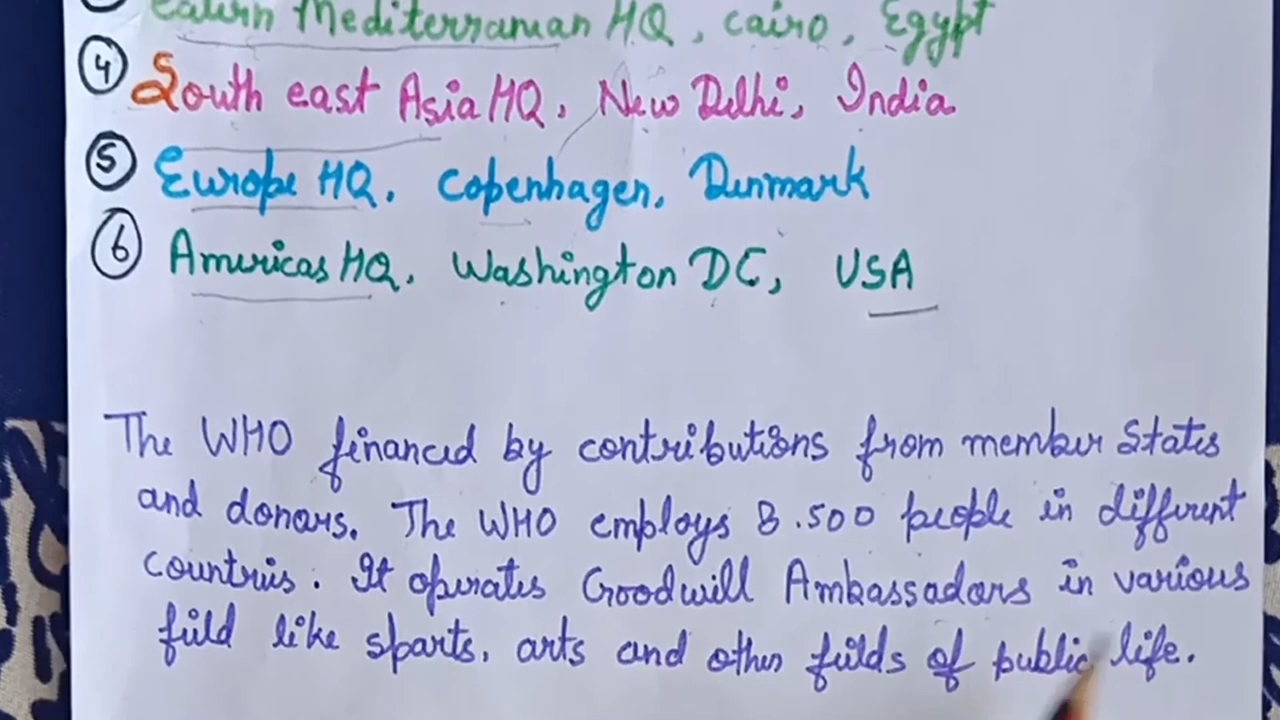 Eastern Mediterranian HQ, cairo, Egypt
④ South east Asia HQ, New Delhi, India
⑤ Europe HQ, Copenhagen, Denmark
⑥ Americas HQ, Washington DC, USA
The WHO financed by contributions from member States
and donors. The WHO employs 8.500 people in different
countries. It operates Goodwill Ambassadors in various
field like sports, arts and other fields of public life.